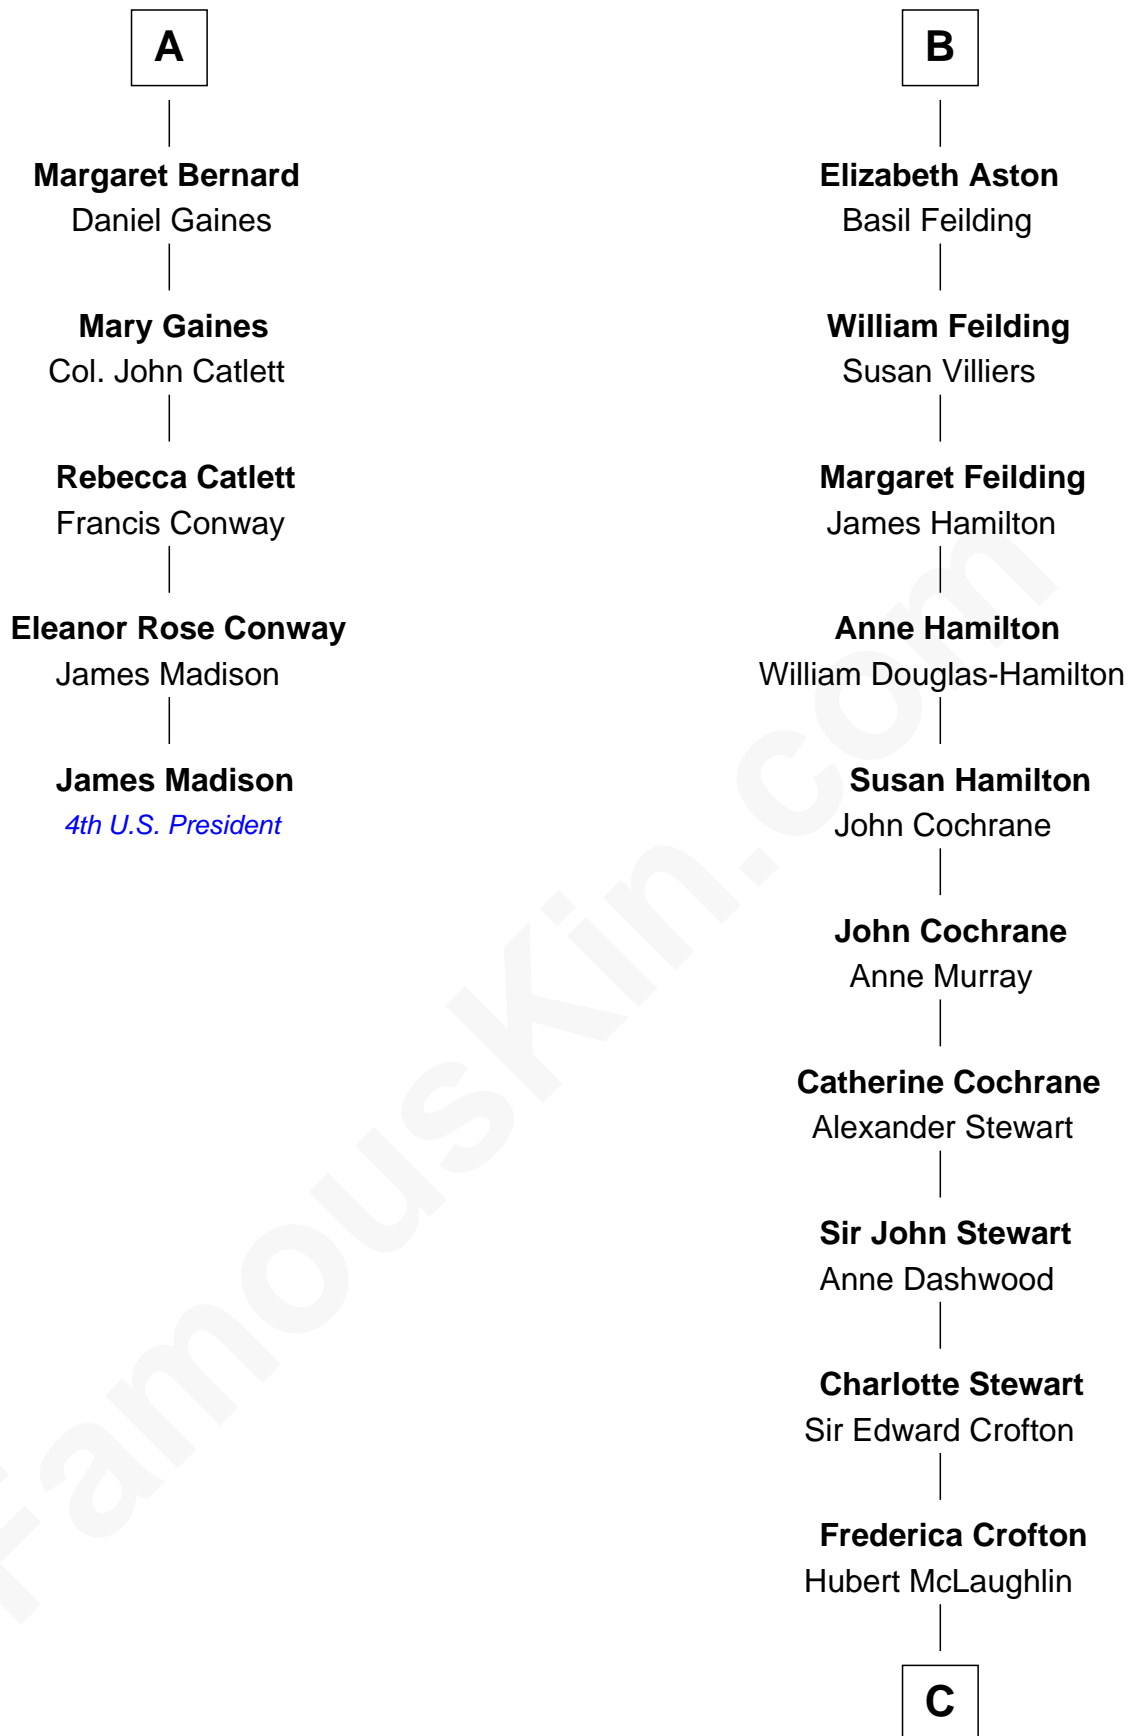 A
Margaret Bernard
Daniel Gaines
Mary Gaines
Col. John Catlett
Rebecca Catlett
Francis Conway
Eleanor Rose Conway
James Madison
James Madison
4th U.S. President
B
Elizabeth Aston
Basil Feilding
William Feilding
Susan Villiers
Margaret Feilding
James Hamilton
Anne Hamilton
William Douglas-Hamilton
Susan Hamilton
John Cochrane
John Cochrane
Anne Murray
Catherine Cochrane
Alexander Stewart
Sir John Stewart
Anne Dashwood
Charlotte Stewart
Sir Edward Crofton
Frederica Crofton
Hubert McLaughlin
C
FamousKin.com